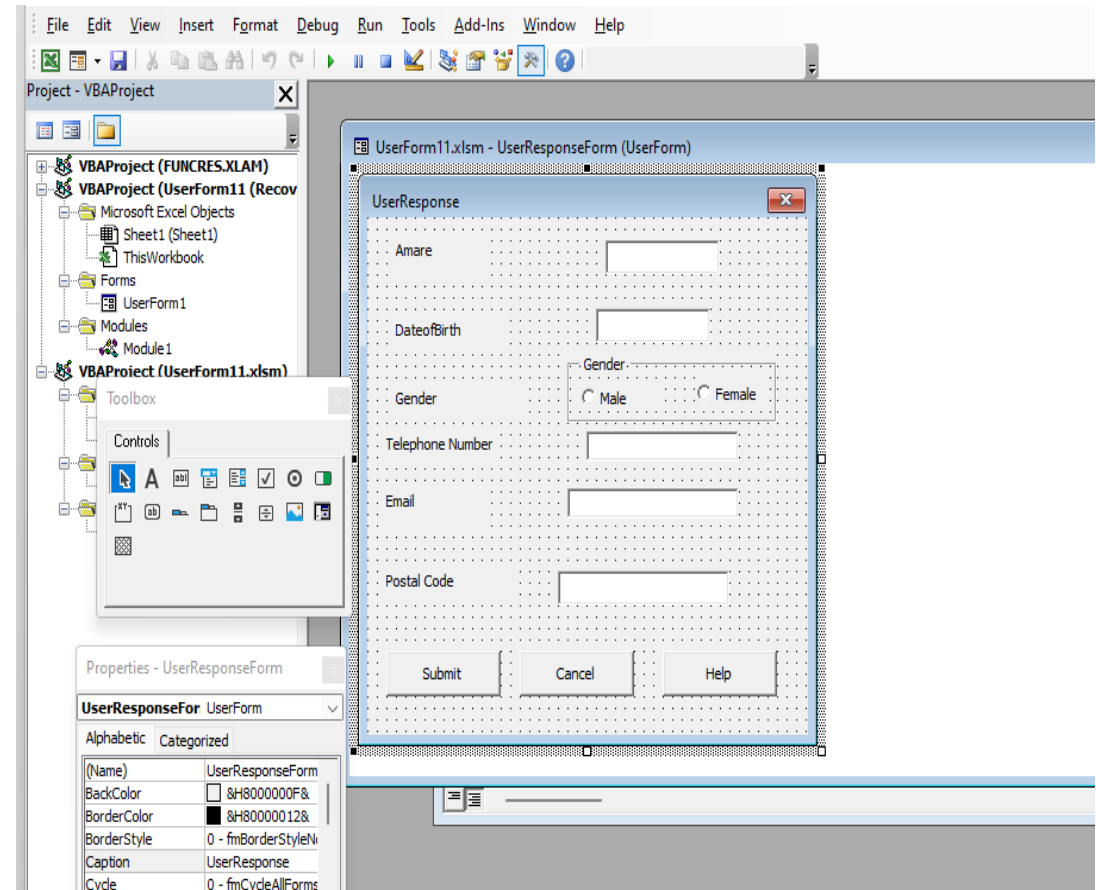 File Edit View Insert Format Debug Run Tools Add-Ins Window Help
Project - VBAProject
VBAProject (FUNCRES.XLAM)
VBAProject (UserForm11 (Recov
Microsoft Excel Objects
Sheet1 (Sheet1)
ThisWorkbook
Forms
UserForm1
Modules
Module1
VBAProject (UserForm11.xlsm)
Toolbox
Controls
Properties - UserResponseForm
UserResponseFor UserForm
Alphabetic Categorized
(Name) UserResponseForm
BackColor &H8000000F&
BorderColor &H80000012&
BorderStyle 0 - fmBorderStyleN
Caption UserResponse
Cycle 0 - fmCycleAllForms
UserForm11.xlsm - UserResponseForm (UserForm)
UserResponse
Amare
DateofBirth
Gender
Gender Male Female
Telephone Number
Email
Postal Code
Submit Cancel Help